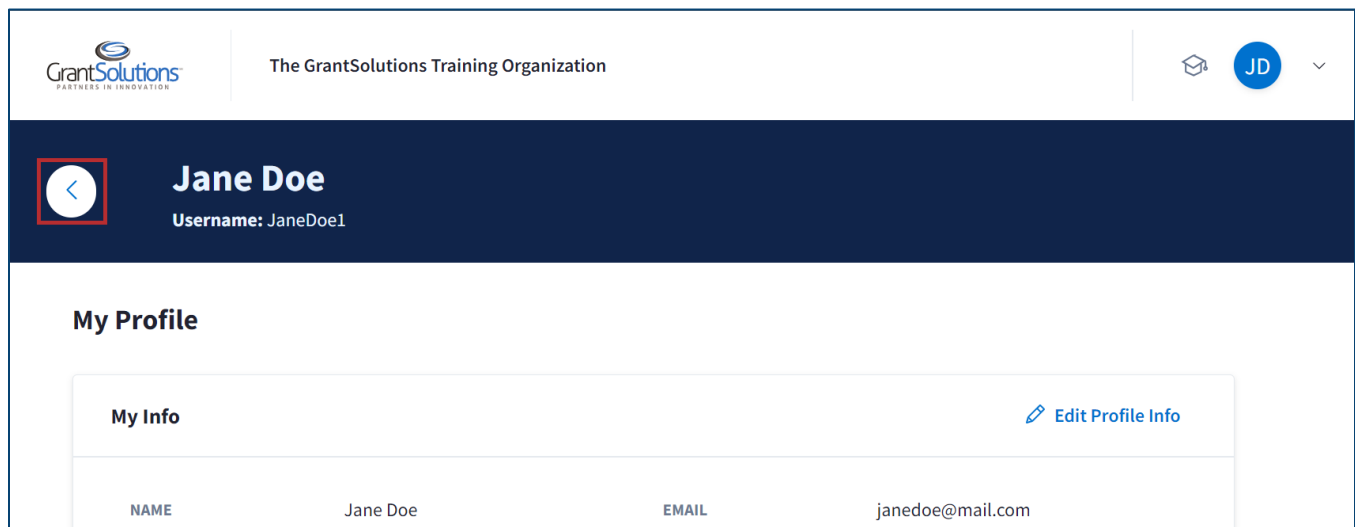 GrantSolutions
PARTNERS IN INNOVATION
The GrantSolutions Training Organization
JD
Jane Doe
Username: JaneDoe1
My Profile
My Info
Edit Profile Info
NAME Jane Doe EMAIL janedoe@mail.com